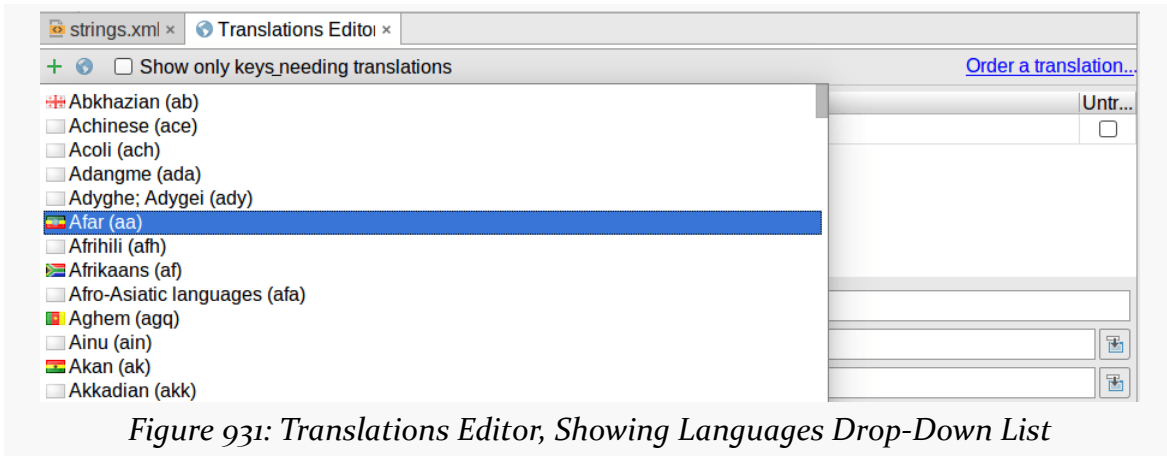 strings.xml × Translations Editor ×
Show only keys needing translations Order a translation...
Abkhazian (ab) Untr...
Achinese (ace)
Acoli (ach)
Adangme (ada)
Adyghe; Adygei (ady)
Afar (aa)
Afrihili (afh)
Afrikaans (af)
Afro-Asiatic languages (afa)
Aghem (agq)
Ainu (ain)
Akan (ak)
Akkadian (akk)
Figure 931: Translations Editor, Showing Languages Drop-Down List